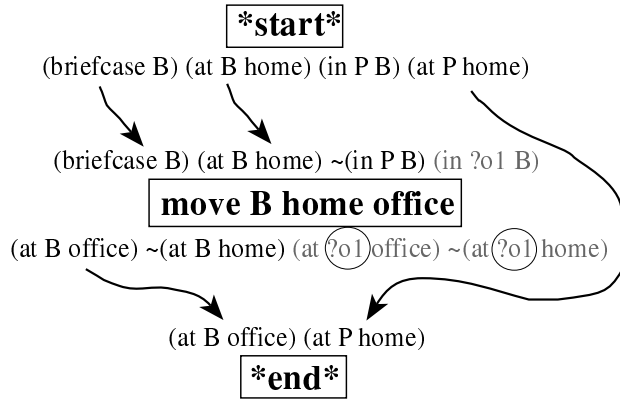 *start*
(briefcase B) (at B home) (in P B) (at P home)
(briefcase B) (at B home) ~(in P B) (in ?o1 B)
move B home office
(at B office) ~(at B home) (at ?o1 office) ~(at ?o1 home)
(at B office) (at P home)
*end*